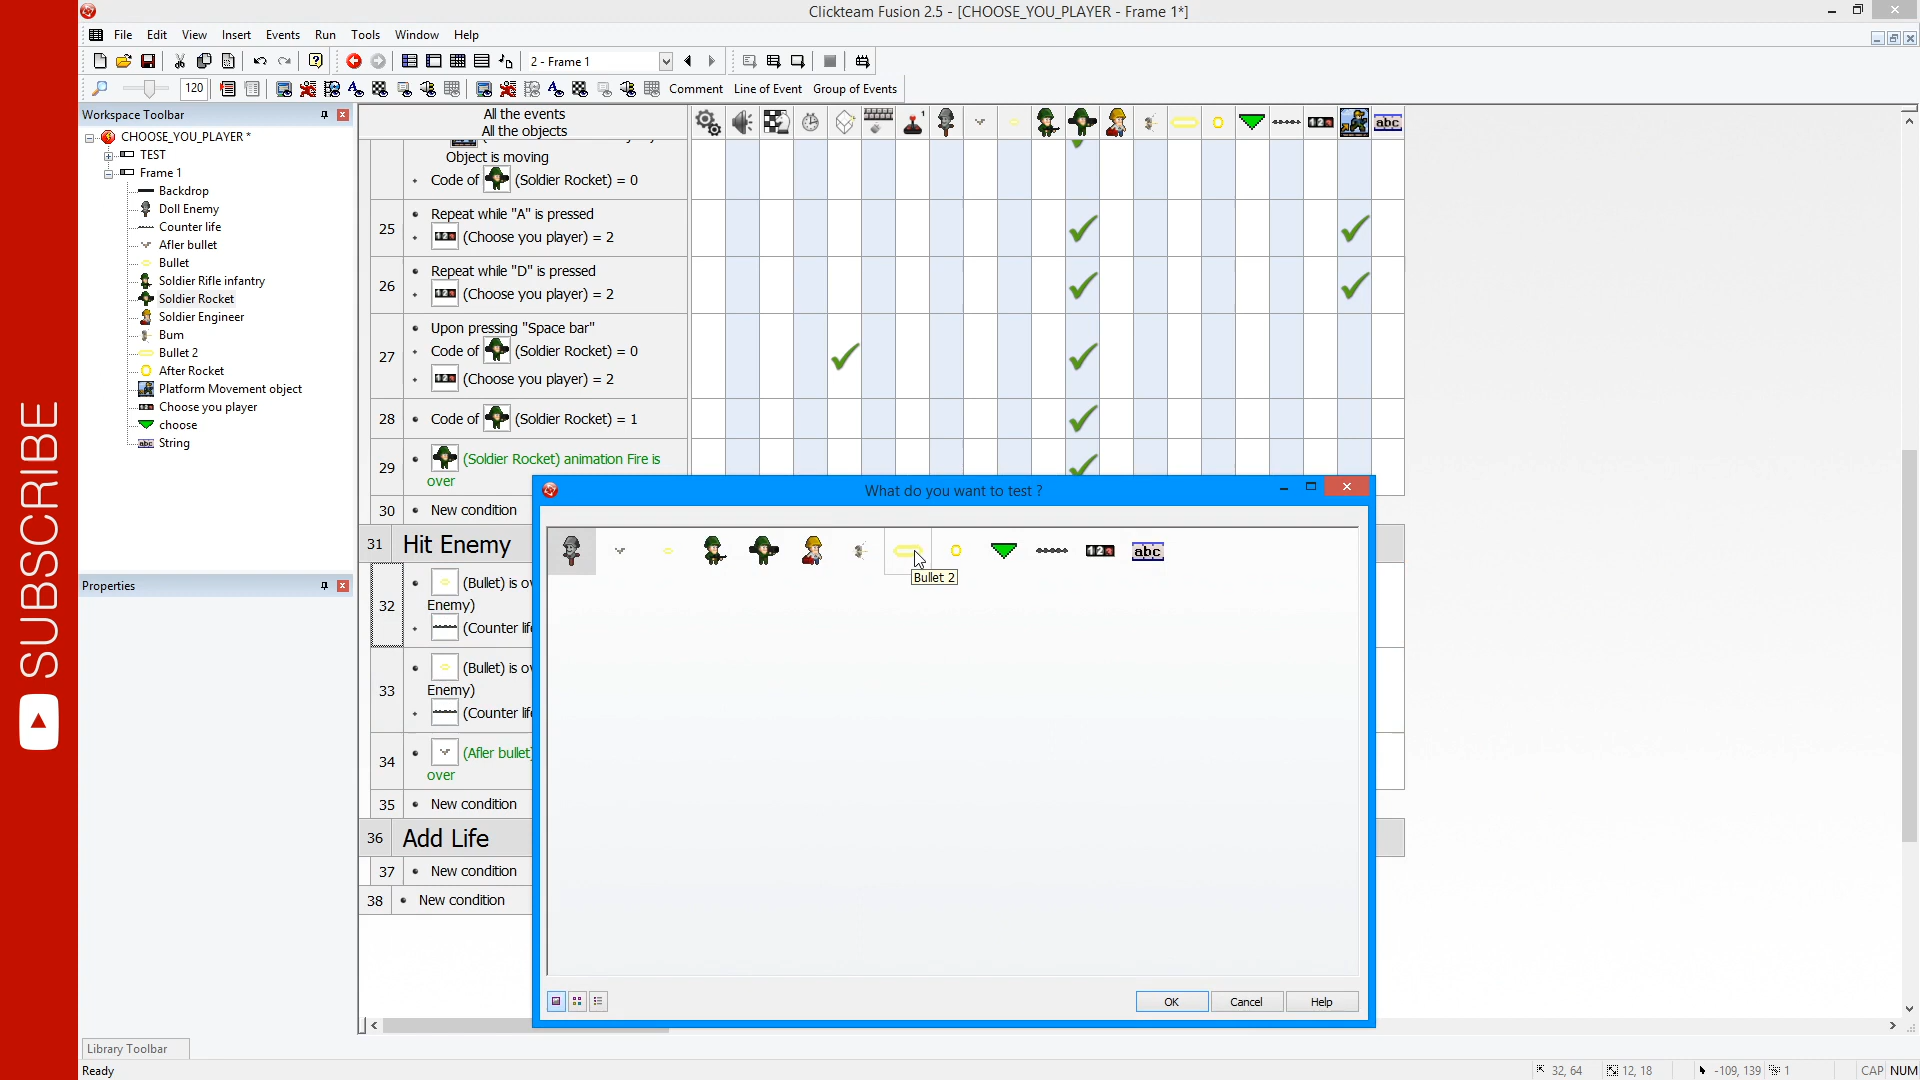 SUBSCRIBE
Clickteam Fusion 2.5 - [CHOOSE_YOU_PLAYER - Frame 1*]
File Edit View Insert Events Run Tools Window Help
2 - Frame 1
120
Comment Line of Event Group of Events
Workspace Toolbar
CHOOSE_YOU_PLAYER *
TEST
Frame 1
Backdrop
Doll Enemy
Counter life
Afler bullet
Bullet
Soldier Rifle infantry
Soldier Rocket
Soldier Engineer
Bum
Bullet 2
After Rocket
Platform Movement object
Choose you player
choose
String
Properties
Library Toolbar
Ready
All the events
All the objects
Object is moving
Code of (Soldier Rocket) = 0
25 Repeat while "A" is pressed
(Choose you player) = 2
26 Repeat while "D" is pressed
(Choose you player) = 2
27 Upon pressing "Space bar"
Code of (Soldier Rocket) = 0
(Choose you player) = 2
28 Code of (Soldier Rocket) = 1
29 (Soldier Rocket) animation Fire is
over
30 New condition
31 Hit Enemy
32 (Bullet) is ov
Enemy)
(Counter life
33 (Bullet) is ov
Enemy)
(Counter life
34 (Afler bullet)
over
35 New condition
36 Add Life
37 New condition
38 New condition
What do you want to test ?
abc
Bullet 2
OK Cancel Help
32, 64 12, 18 -109, 139 1 CAP NUM